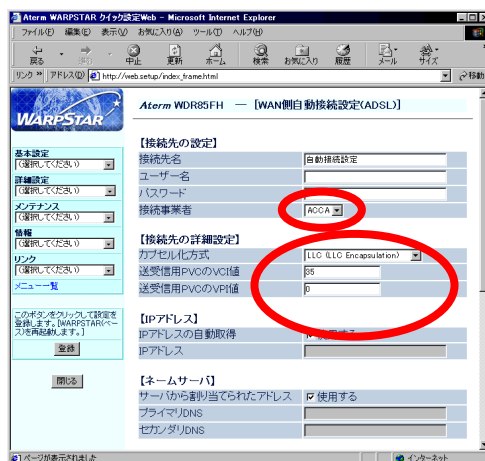 Aterm WARPSTAR クイック設定Web - Microsoft Internet Explorer
ファイル(F) 編集(E) 表示(V) お気に入り(A) ツール(T) ヘルプ(H)
戻る 進む 中止 更新 ホーム 検索 お気に入り 履歴 メール サイズ
リンク » アドレス(D) http://web.setup/index_frame.html 移動
WARPSTAR
基本設定
(選択してください)
詳細設定
(選択してください)
メンテナンス
(選択してください)
情報
(選択してください)
リンク
(選択してください)
メニュー一覧
このボタンをクリックして設定を
登録します。[WARPSTAR(ベー
ス)を再起動します。]
登録
閉じる
Aterm WDR85FH ― [WAN側自動接続設定(ADSL)]
【接続先の設定】
接続先名 自動接続設定
ユーザー名
パスワード
接続事業者 ACCA
【接続先の詳細設定】
カプセル化方式 LLC (LLC Encapsulation)
送受信用PVCのVCI値 35
送受信用PVCのVPI値 0
【IPアドレス】
IPアドレスの自動取得 使用する
IPアドレス
【ネームサーバ】
サーバから割り当てられたアドレス 使用する
プライマリDNS
セカンダリDNS
ページが表示されました インターネット